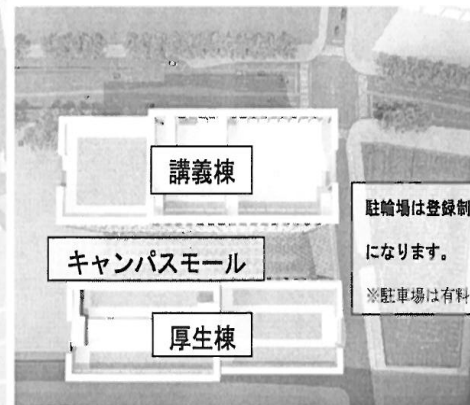 講義棟
駐輪場は登録制
になります。
※駐車場は有料
キャンパスモール
厚生棟